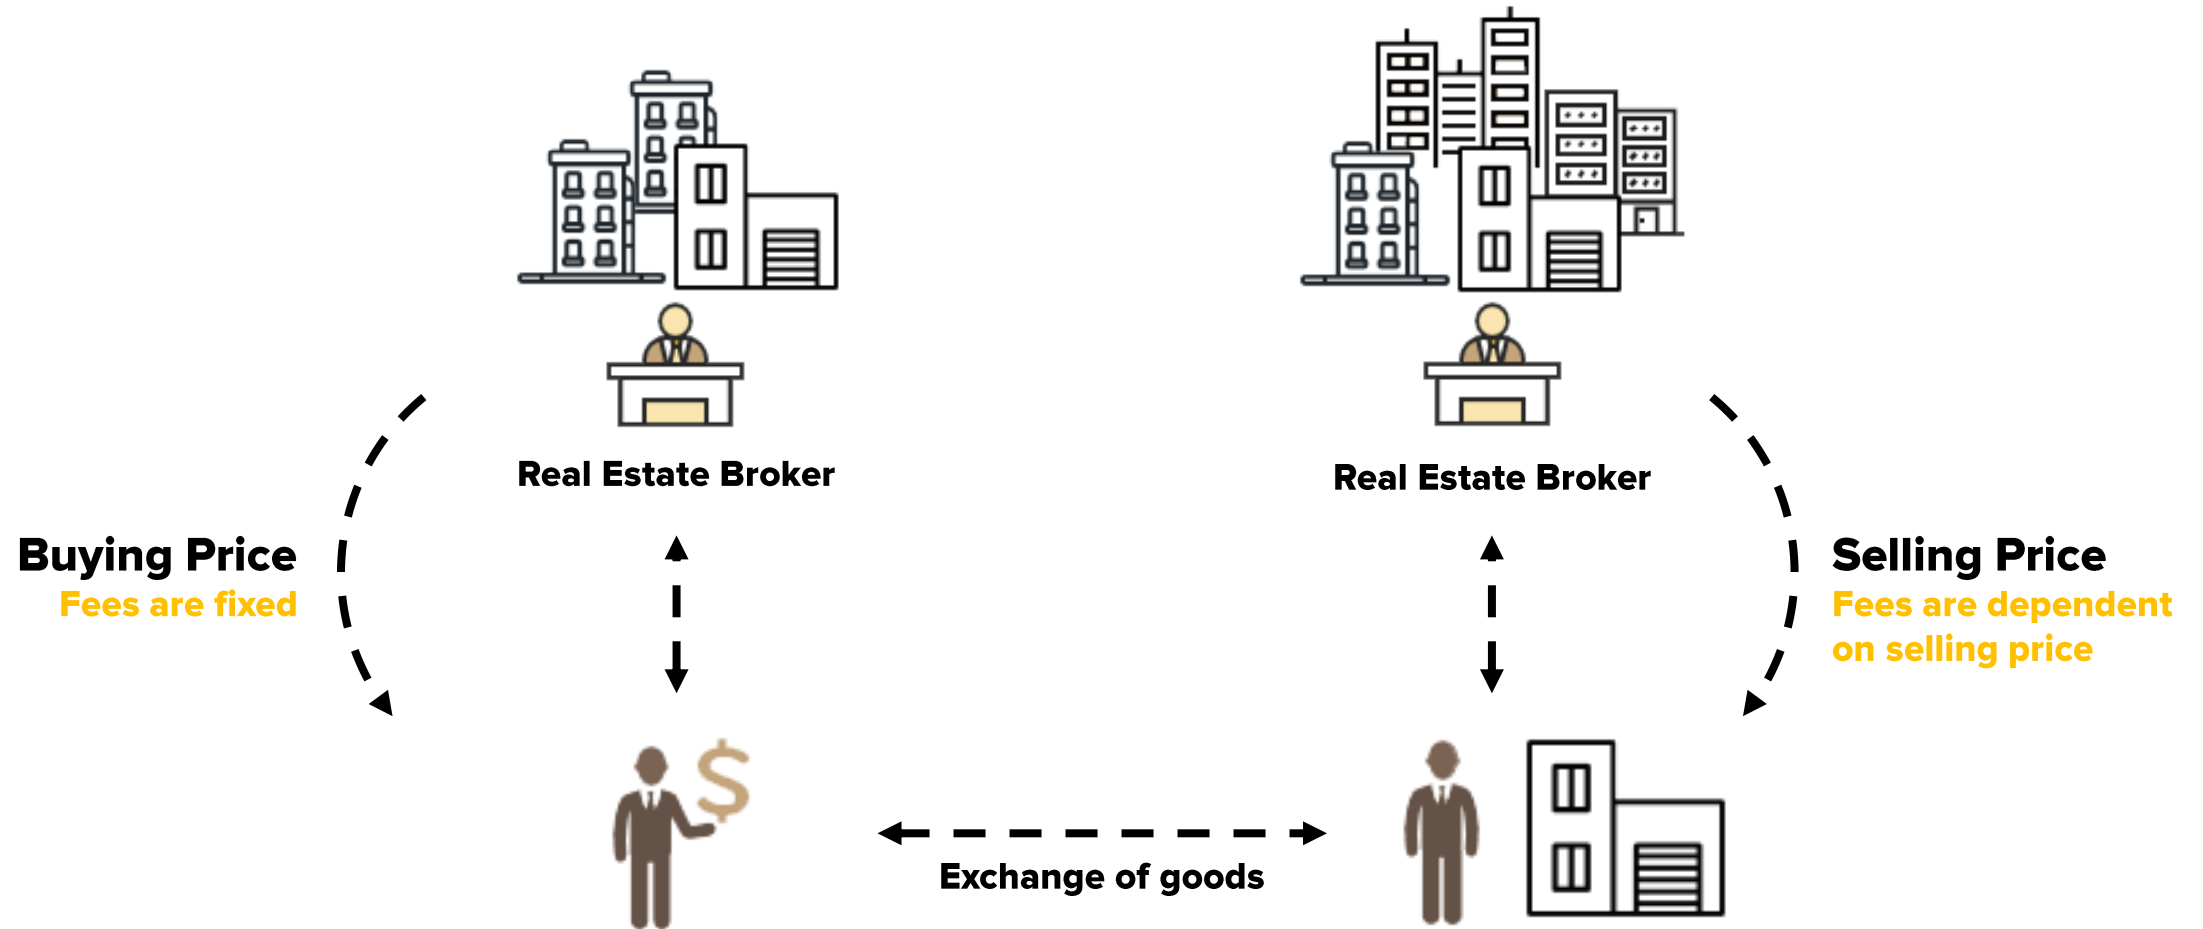 Real Estate Broker
Real Estate Broker
Buying Price
Fees are fixed
Selling Price
Fees are dependent
on selling price
$
Exchange of goods